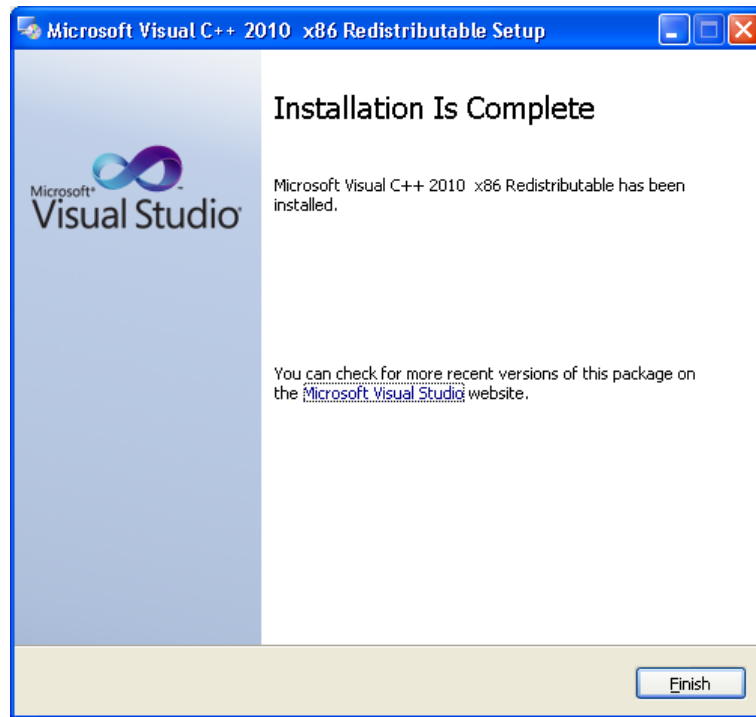 Microsoft Visual C++ 2010  x86 Redistributable Setup
Installation Is Complete
Microsoft Visual C++ 2010  x86 Redistributable has been
installed.
Microsoft®
Visual Studio®
You can check for more recent versions of this package on
the Microsoft Visual Studio website.
Finish